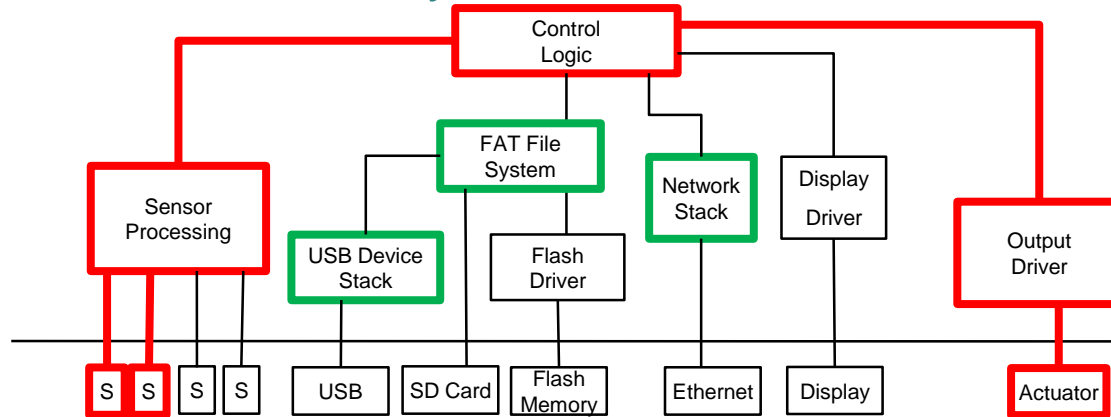 Control
Logic
FAT File
System
Network
Stack
Display
Driver
Sensor
Processing
USB Device
Stack
Flash
Driver
Output
Driver
S
S
S
S
USB
SD Card
Flash
Memory
Ethernet
Display
Actuator